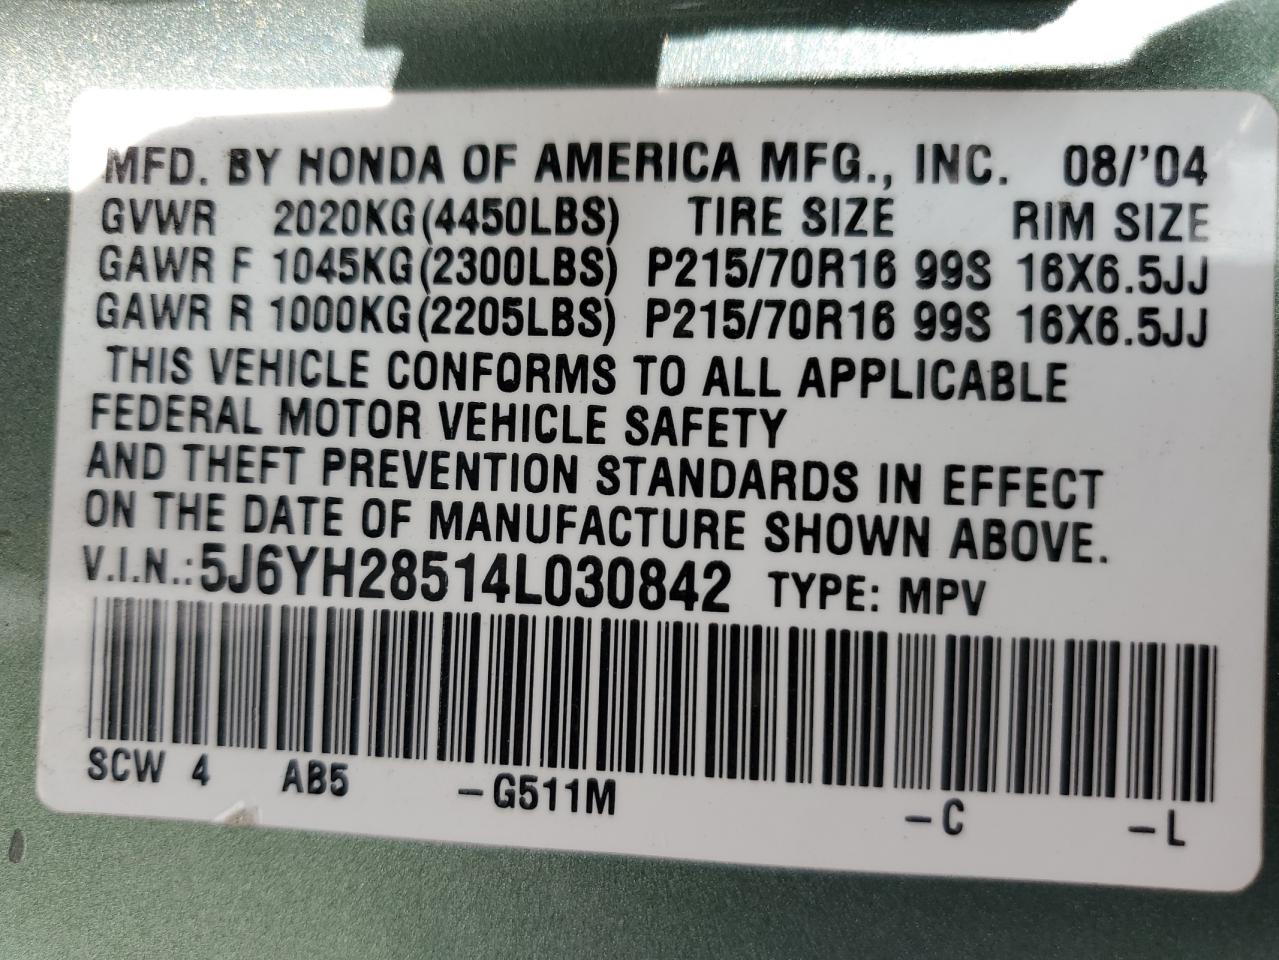 MFD. BY HONDA OF AMERICA MFG., INC. 08/'04
GVWR 2020KG(4450LBS) TIRE SIZE RIM SIZE
GAWR F 1045KG(2300LBS) P215/70R16 99S 16X6.5JJ
GAWR R 1000KG(2205LBS) P215/70R16 99S 16X6.5JJ
THIS VEHICLE CONFORMS TO ALL APPLICABLE
FEDERAL MOTOR VEHICLE SAFETY
AND THEFT PREVENTION STANDARDS IN EFFECT
ON THE DATE OF MANUFACTURE SHOWN ABOVE.
V.I.N.:5J6YH28514L030842 TYPE: MPV
SCW 4 AB5 -G511M -C -L